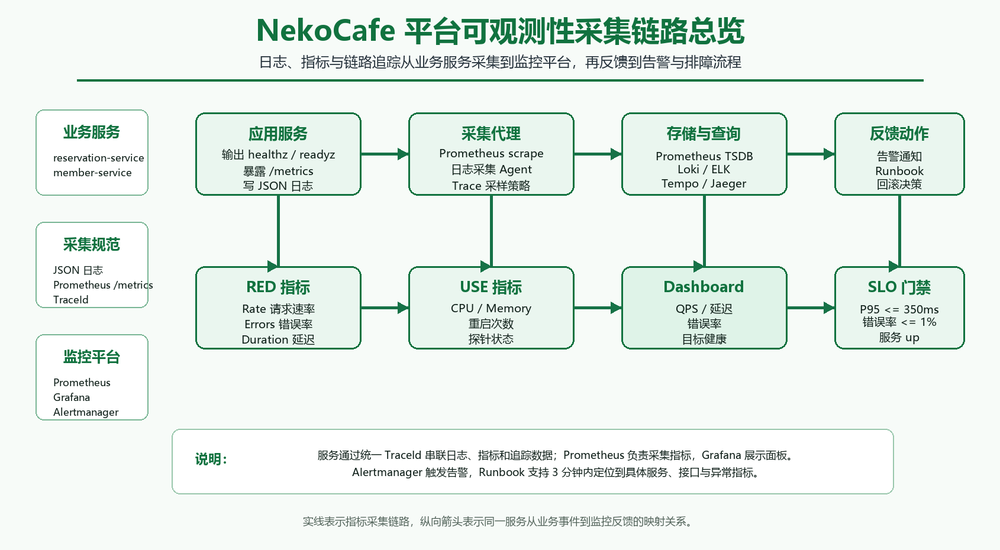 NekoCafe 平台可观测性采集链路总览
日志、指标与链路追踪从业务服务采集到监控平台，再反馈到告警与排障流程
业务服务
reservation-service
member-service
采集规范
JSON 日志
Prometheus /metrics
TraceId
监控平台
Prometheus
Grafana
Alertmanager
应用服务
输出 healthz / readyz
暴露 /metrics
写 JSON 日志
采集代理
Prometheus scrape
日志采集 Agent
Trace 采样策略
存储与查询
Prometheus TSDB
Loki / ELK
Tempo / Jaeger
反馈动作
告警通知
Runbook
回滚决策
RED 指标
Rate 请求速率
Errors 错误率
Duration 延迟
USE 指标
CPU / Memory
重启次数
探针状态
Dashboard
QPS / 延迟
错误率
目标健康
SLO 门禁
P95 <= 350ms
错误率 <= 1%
服务 up
说明：
服务通过统一 TraceId 串联日志、指标和追踪数据；Prometheus 负责采集指标，Grafana 展示面板。
Alertmanager 触发告警，Runbook 支持 3 分钟内定位到具体服务、接口与异常指标。
实线表示指标采集链路，纵向箭头表示同一服务从业务事件到监控反馈的映射关系。